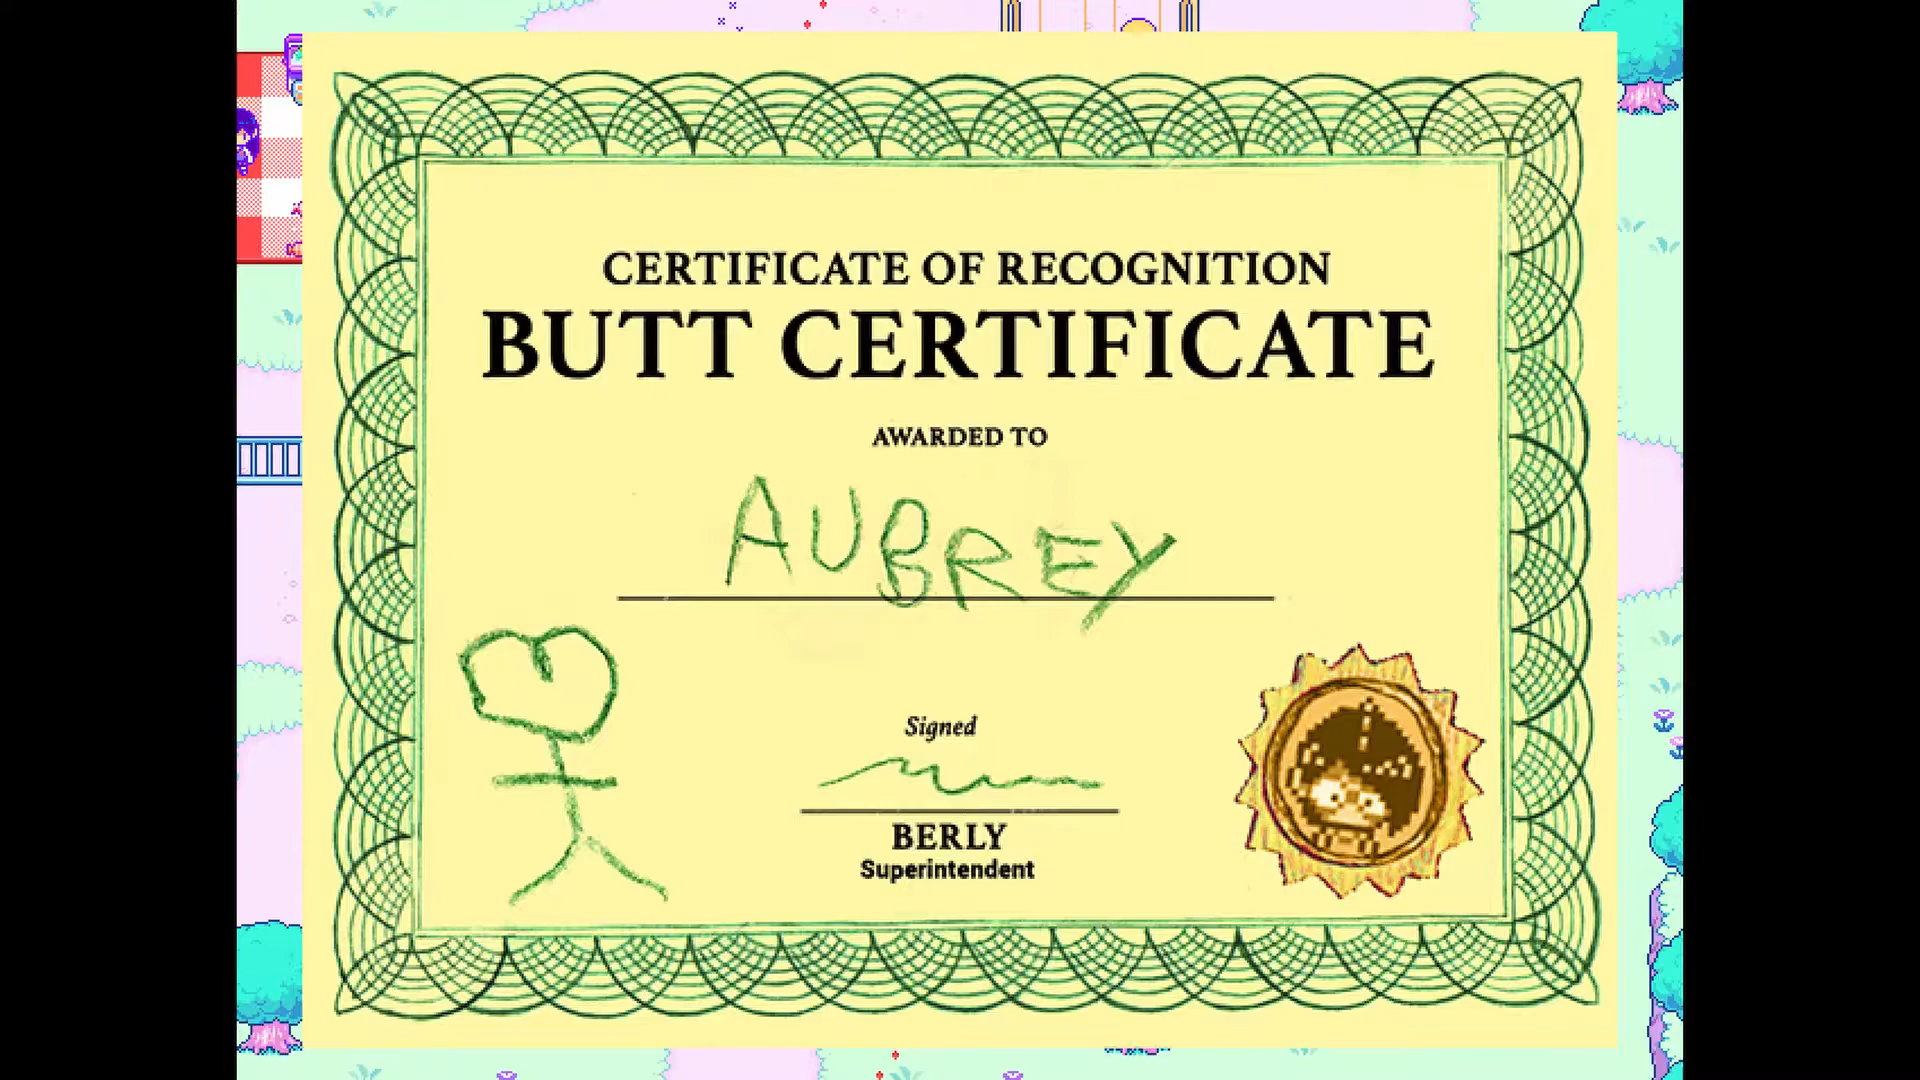 CERTIFICATE OF RECOGNITION
BUTT CERTIFICATE
AWARDED TO
AUBREY
Signed
BERLY
Superintendent